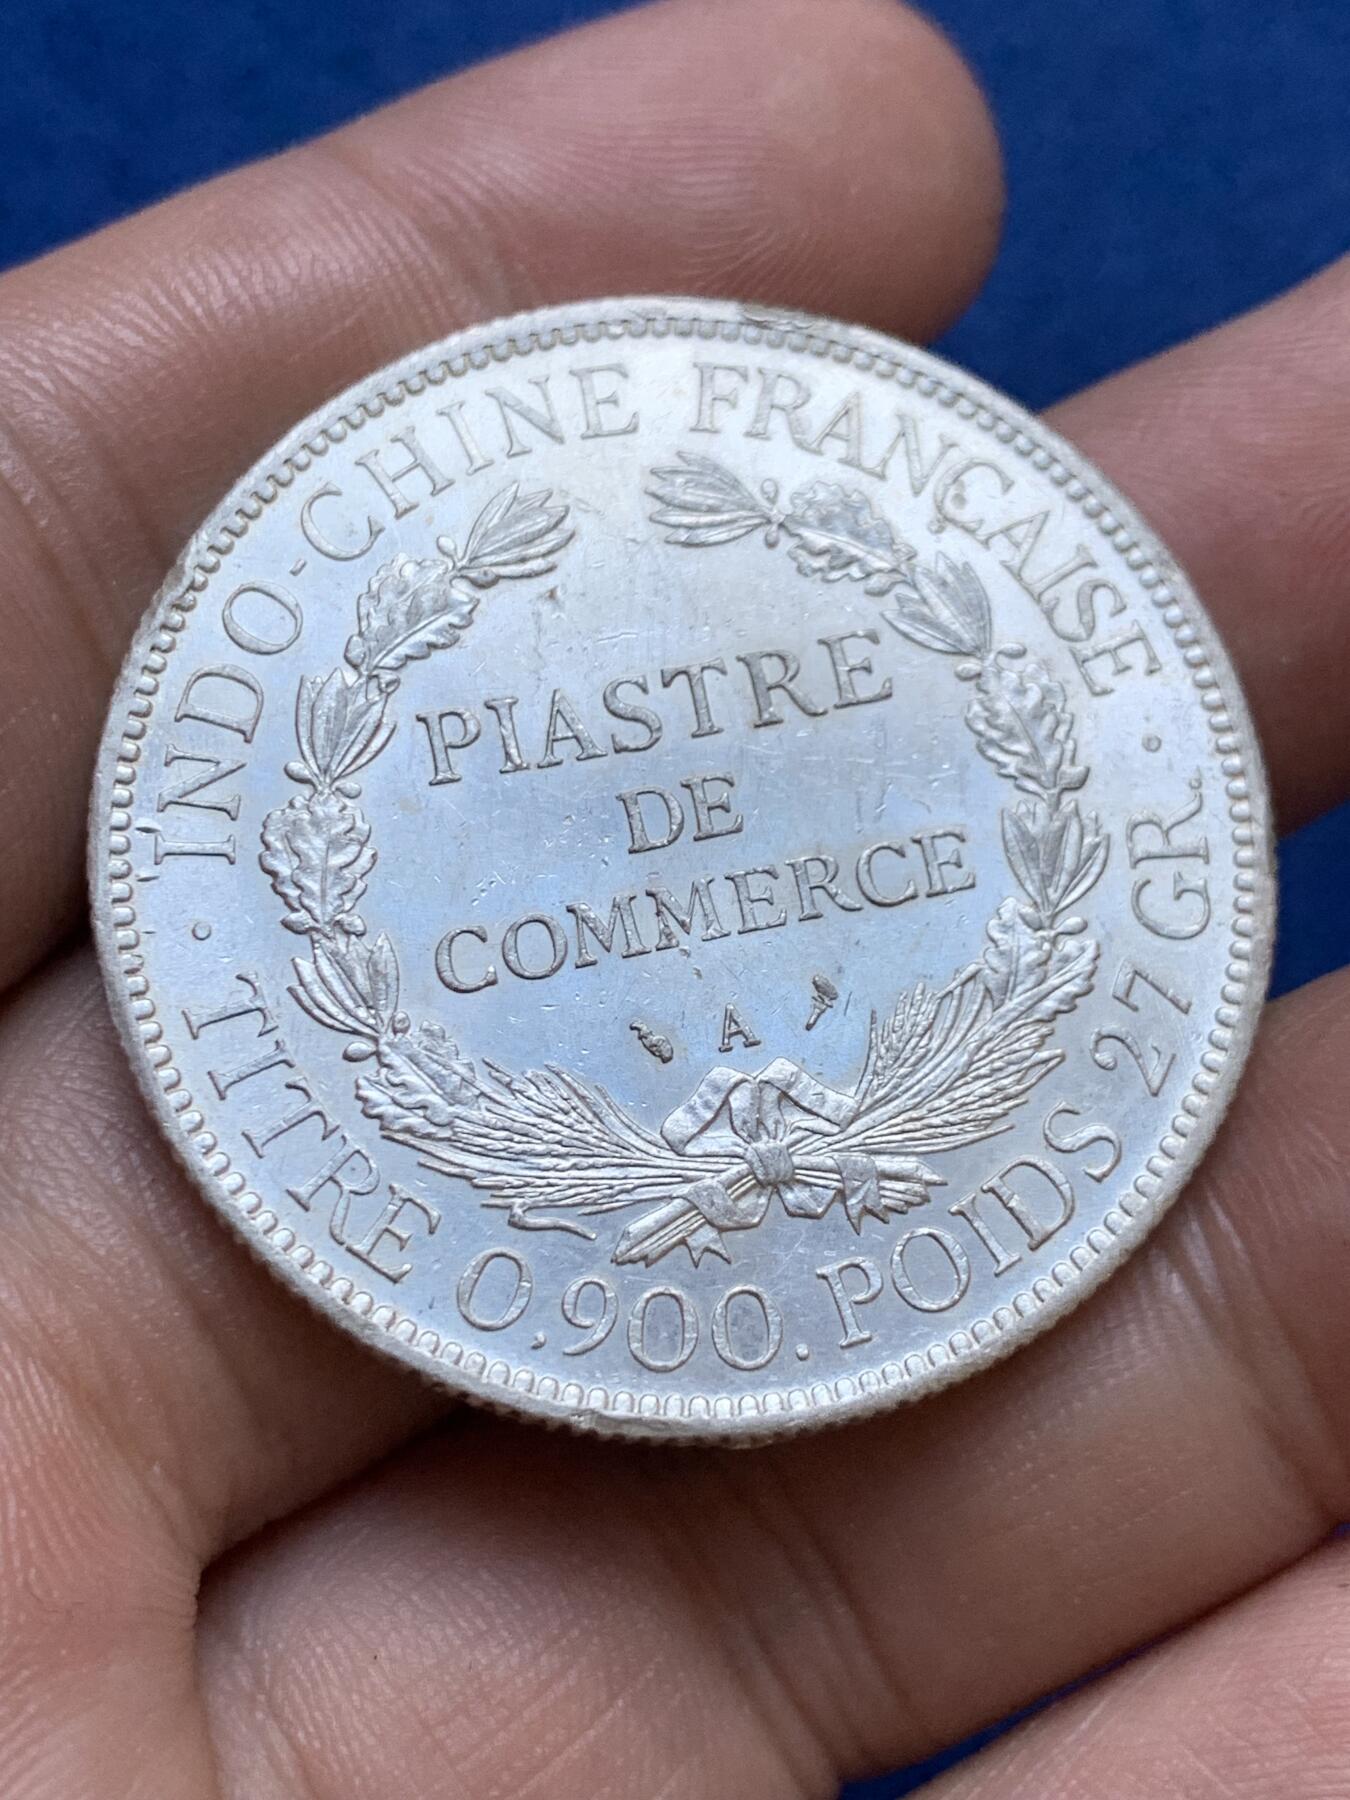 INDO-CHINE FRANÇAISE
PIASTRE
DE
COMMERCE
A
· TITRE 0,900. POIDS 27 GR. ·